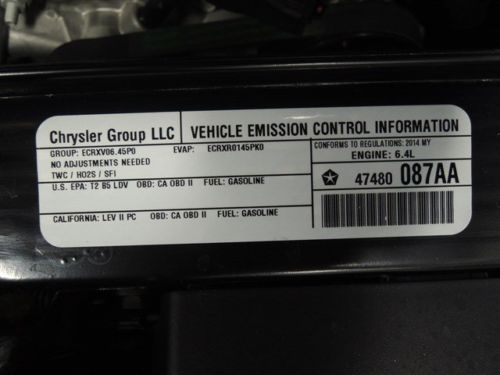 Chrysler Group LLC
VEHICLE EMISSION CONTROL INFORMATION
GROUP: ECRXV06.45P0 EVAP: ECRXR0145PK0
NO ADJUSTMENTS NEEDED
TWC / HO2S / SFI
CONFORMS TO REGULATIONS: 2014 MY
ENGINE: 6.4L
U.S. EPA: T2 B5 LDV OBD: CA OBD II FUEL: GASOLINE
47480 087AA
CALIFORNIA: LEV II PC OBD: CA OBD II FUEL: GASOLINE